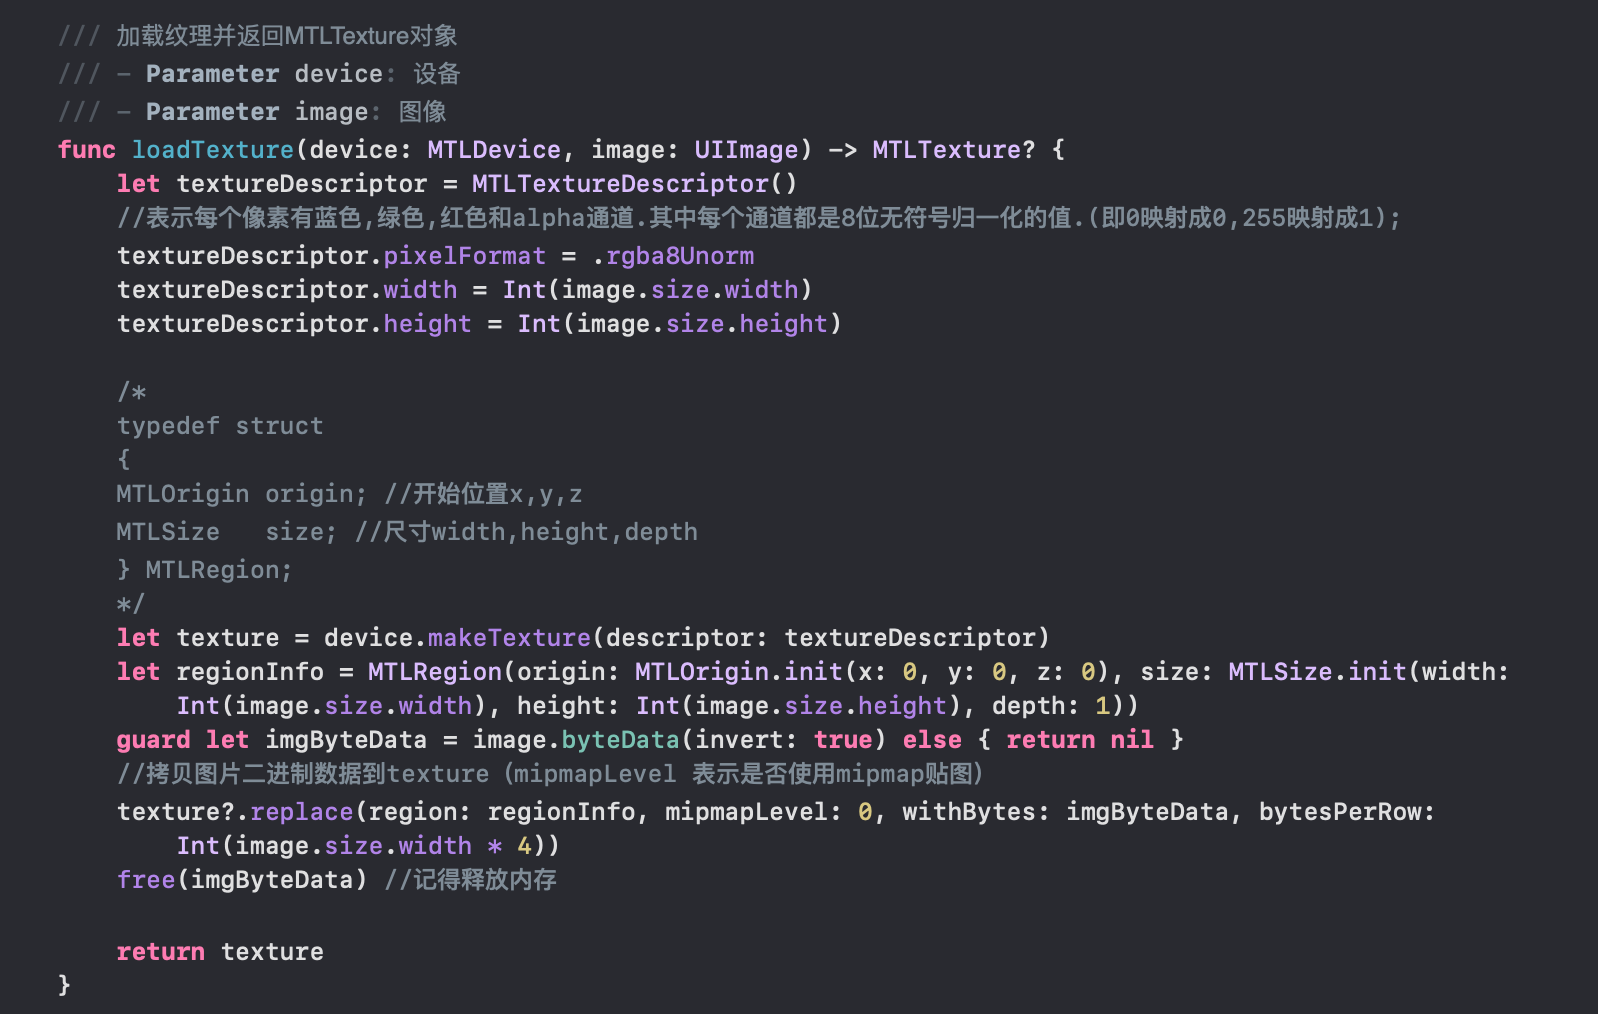 /// 加载纹理并返回MTLTexture对象
/// - Parameter device: 设备
/// - Parameter image: 图像
func loadTexture(device: MTLDevice, image: UIImage) -> MTLTexture? {
    let textureDescriptor = MTLTextureDescriptor()
    //表示每个像素有蓝色,绿色,红色和alpha通道.其中每个通道都是8位无符号归一化的值.(即0映射成0,255映射成1);
    textureDescriptor.pixelFormat = .rgba8Unorm
    textureDescriptor.width = Int(image.size.width)
    textureDescriptor.height = Int(image.size.height)
    /*
    typedef struct
    {
    MTLOrigin origin; //开始位置x,y,z
    MTLSize   size; //尺寸width,height,depth
    } MTLRegion;
    */
    let texture = device.makeTexture(descriptor: textureDescriptor)
    let regionInfo = MTLRegion(origin: MTLOrigin.init(x: 0, y: 0, z: 0), size: MTLSize.init(width:
        Int(image.size.width), height: Int(image.size.height), depth: 1))
    guard let imgByteData = image.byteData(invert: true) else { return nil }
    //拷贝图片二进制数据到texture（mipmapLevel 表示是否使用mipmap贴图）
    texture?.replace(region: regionInfo, mipmapLevel: 0, withBytes: imgByteData, bytesPerRow:
        Int(image.size.width * 4))
    free(imgByteData) //记得释放内存
    return texture
}